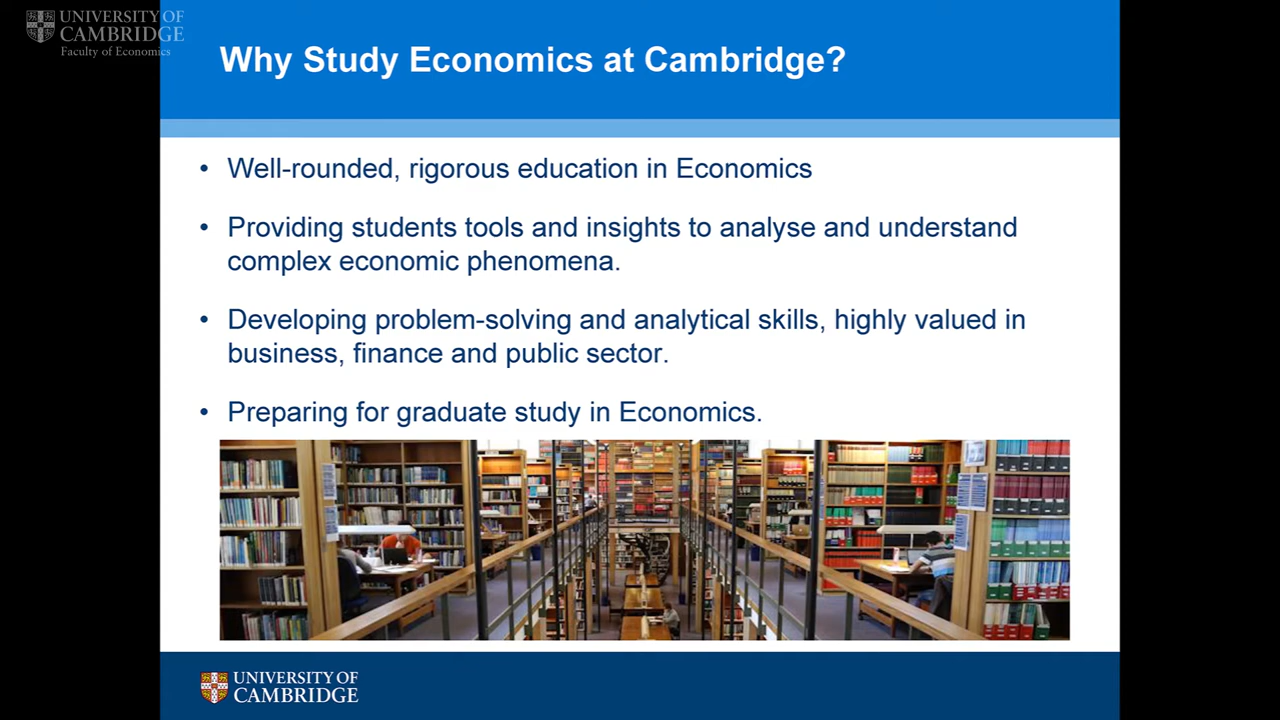 UNIVERSITY OF
CAMBRIDGE
Faculty of Economics
Why Study Economics at Cambridge?
• Well-rounded, rigorous education in Economics
• Providing students tools and insights to analyse and understand
complex economic phenomena.
• Developing problem-solving and analytical skills, highly valued in
business, finance and public sector.
• Preparing for graduate study in Economics.
UNIVERSITY OF
CAMBRIDGE